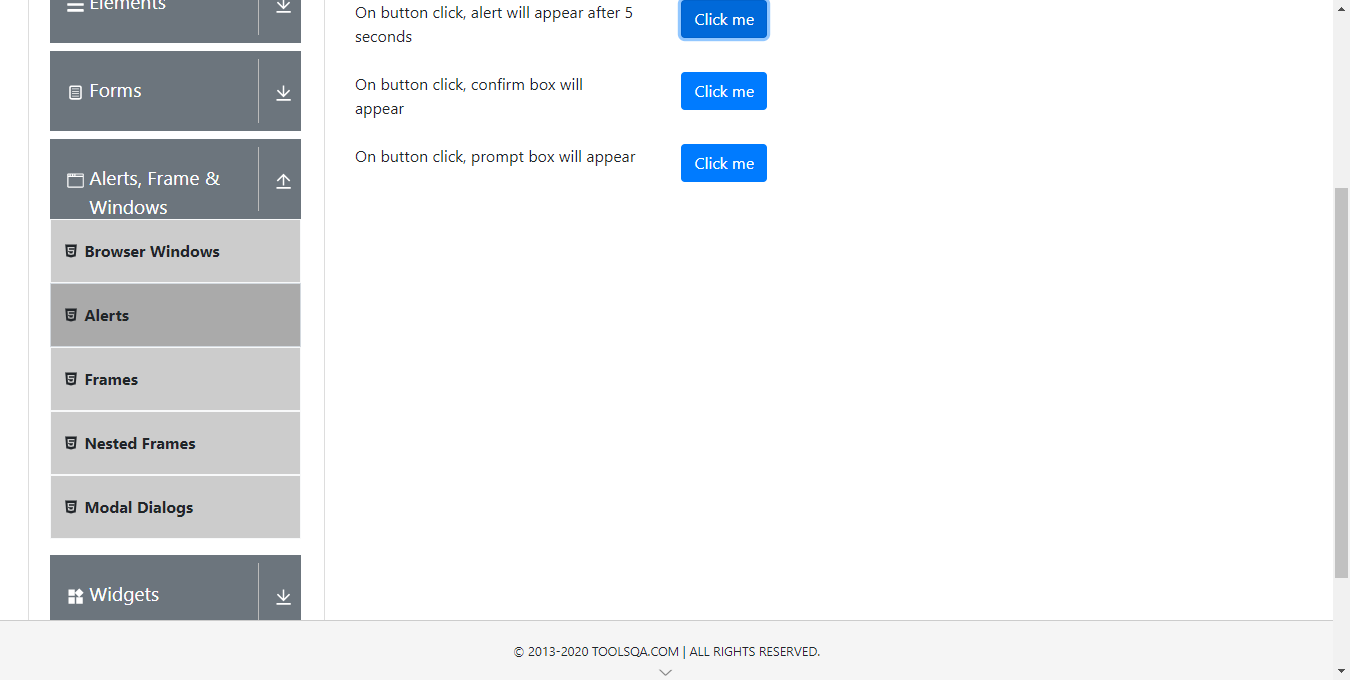 Elements
Forms
Alerts, Frame &
Windows
Browser Windows
Alerts
Frames
Nested Frames
Modal Dialogs
Widgets
On button click, alert will appear after 5
seconds
Click me
On button click, confirm box will
appear
Click me
On button click, prompt box will appear
Click me
© 2013-2020 TOOLSQA.COM | ALL RIGHTS RESERVED.